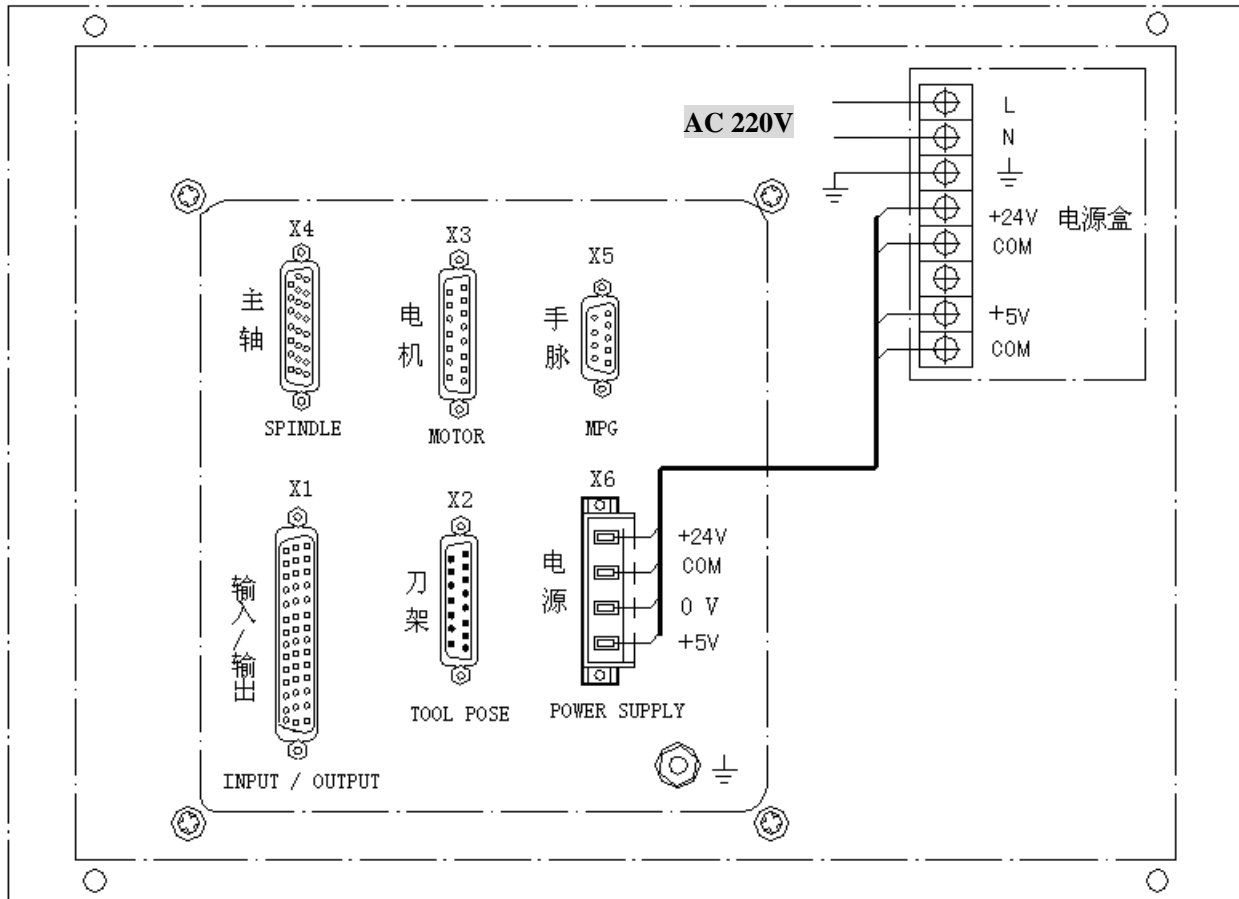 AC 220V
L
N
+24V
电源盒
COM
+5V
COM
X4
X3
X5
主轴
电机
手脉
SPINDLE
MOTOR
MPG
X1
X2
X6
输入/输出
刀架
电源
+24V
COM
0 V
+5V
INPUT / OUTPUT
TOOL POSE
POWER SUPPLY